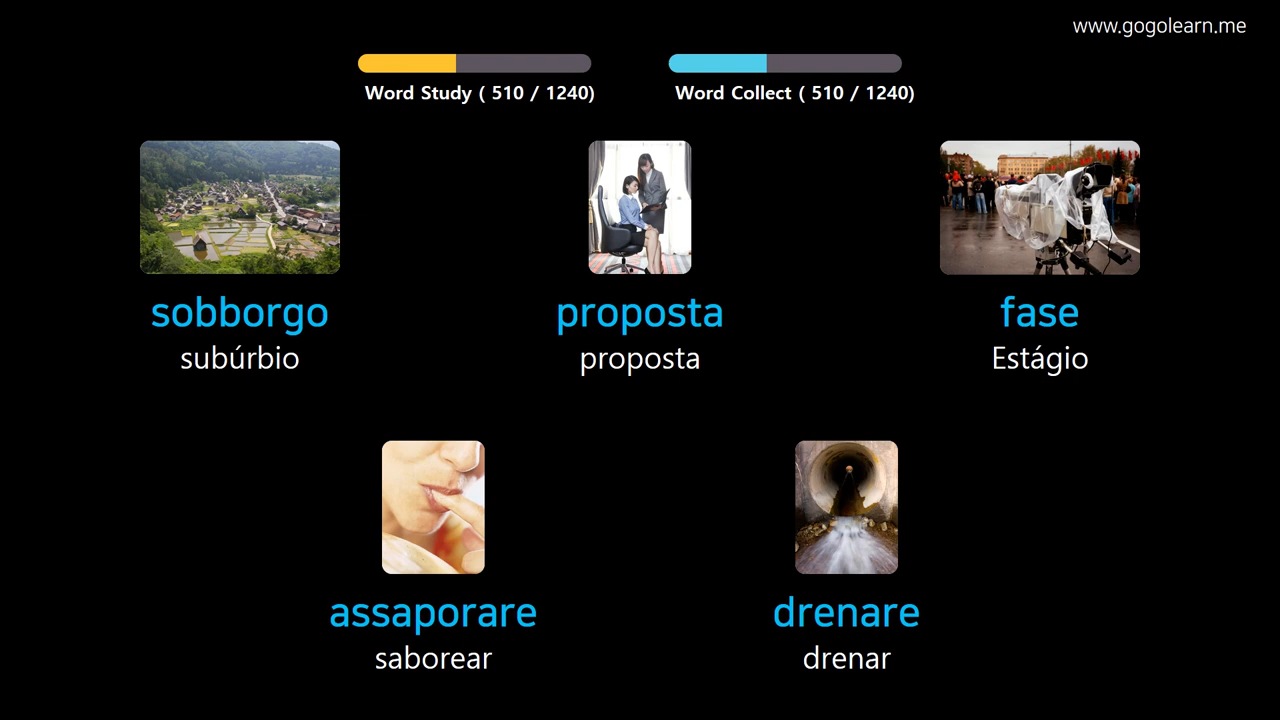 www.gogolearn.me
Word Study ( 510 / 1240)
Word Collect ( 510 / 1240)
sobborgo
subúrbio
proposta
proposta
fase
Estágio
assaporare
saborear
drenare
drenar